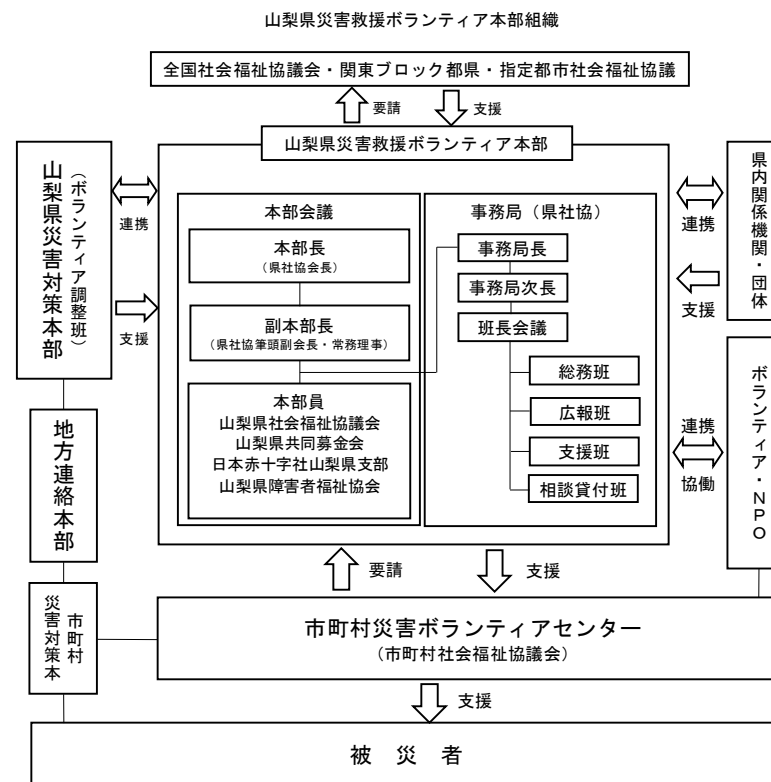 山梨県災害救援ボランティア本部組織
全国社会福祉協議会・関東ブロック都県・指定都市社会福祉協議
要請
支援
山梨県災害救援ボランティア本部
山梨県災害対策本部
（ボランティア調整班）
連携
支援
本部会議
本部長
（県社協会長）
副本部長
（県社協筆頭副会長・常務理事）
本部員
山梨県社会福祉協議会
山梨県共同募金会
日本赤十字社山梨県支部
山梨県障害者福祉協会
事務局（県社協）
事務局長
事務局次長
班長会議
総務班
広報班
支援班
相談貸付班
連携
支援
県内関係機関・団体
連携
協働
ボランティア・ＮＰＯ
地方連絡本部
要請
支援
市町村
災害対策本
市町村災害ボランティアセンター
（市町村社会福祉協議会）
支援
被災者